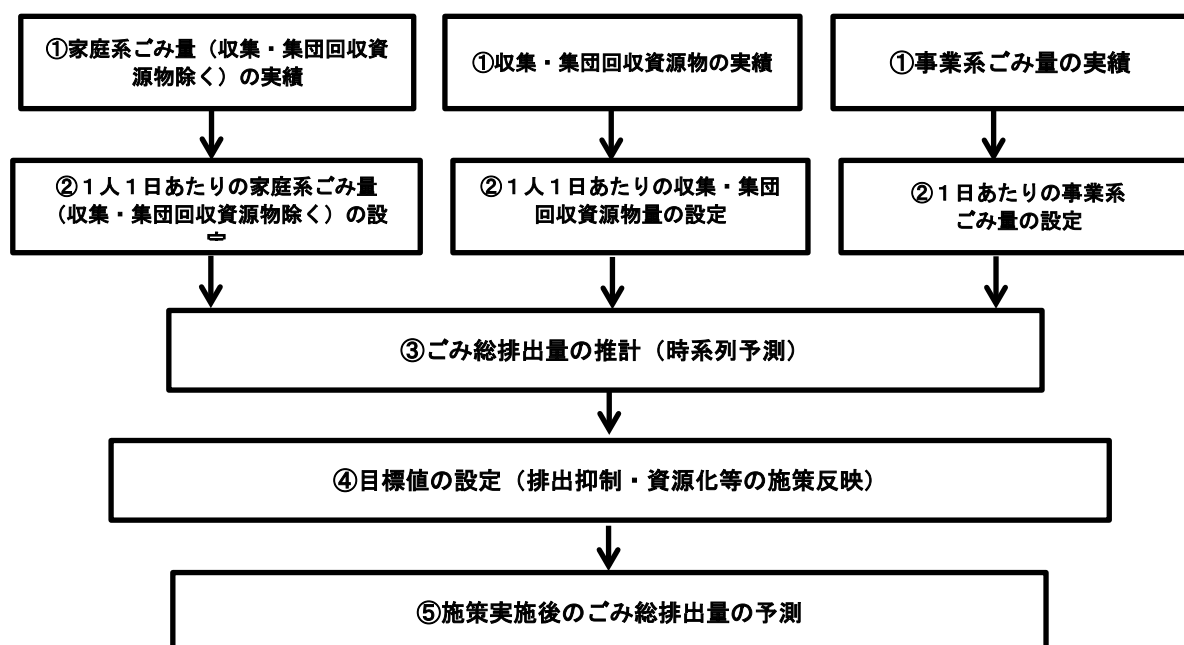 ①家庭系ごみ量（収集・集団回収資
源物除く）の実績
①収集・集団回収資源物の実績
①事業系ごみ量の実績
②１人１日あたりの家庭系ごみ量
（収集・集団回収資源物除く）の設
②１人１日あたりの収集・集団
回収資源物量の設定
②１日あたりの事業系
ごみ量の設定
③ごみ総排出量の推計（時系列予測）
④目標値の設定（排出抑制・資源化等の施策反映）
⑤施策実施後のごみ総排出量の予測